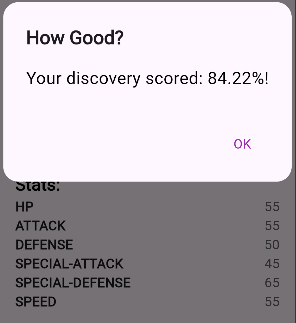 How Good?
Your discovery scored: 84.22%!
OK
Stats:
HP 55
ATTACK 55
DEFENSE 50
SPECIAL-ATTACK 45
SPECIAL-DEFENSE 65
SPEED 55